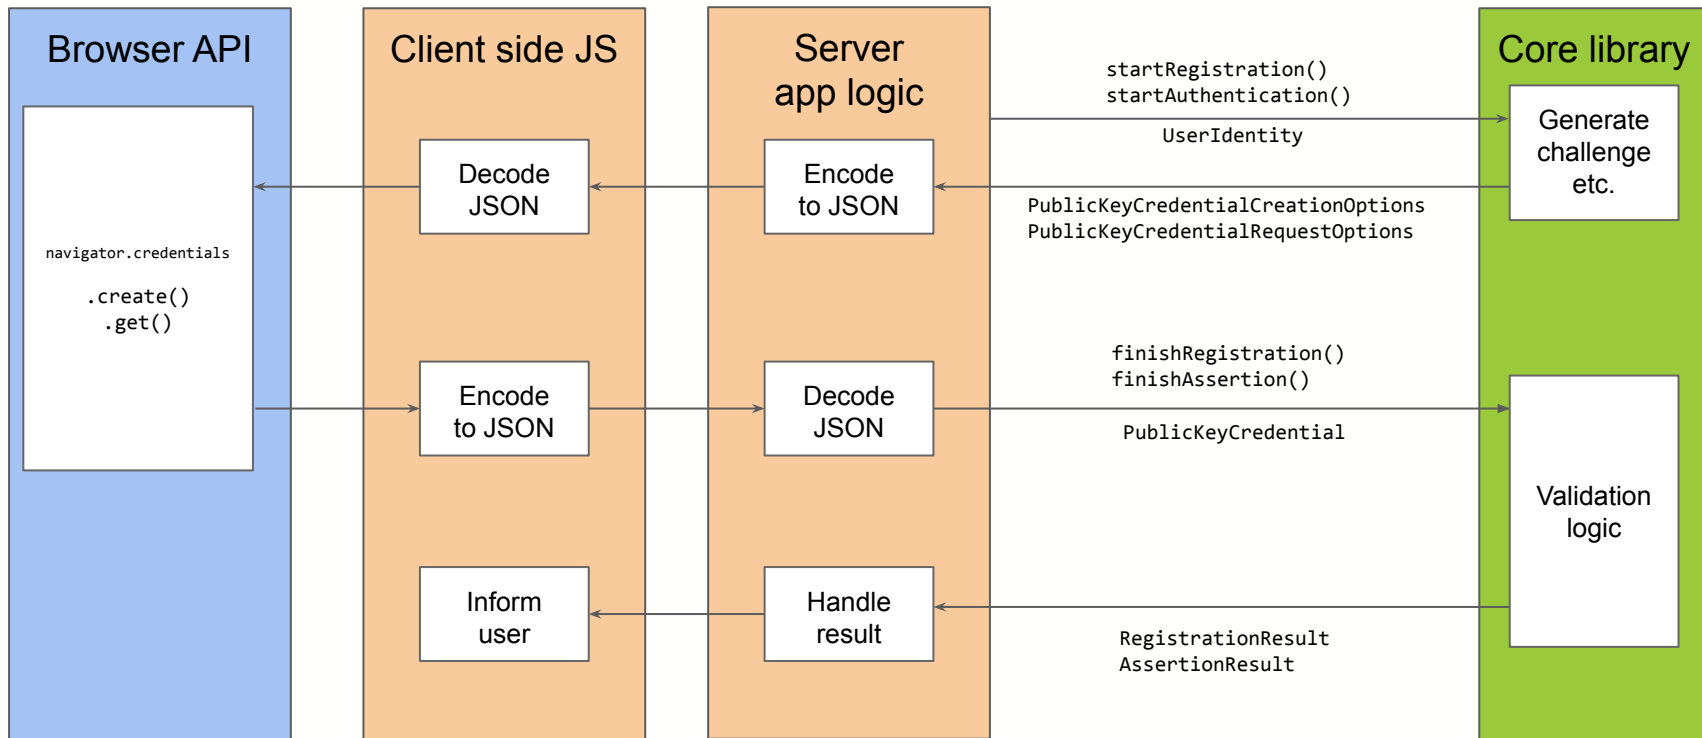 Browser API
Client side JS
Server
app logic
Core library
startRegistration()
startAuthentication()
UserIdentity
Generate
challenge
etc.
Decode
JSON
Encode
to JSON
PublicKeyCredentialCreationOptions
PublicKeyCredentialRequestOptions
navigator.credentials
.create()
.get()
finishRegistration()
finishAssertion()
Encode
to JSON
Decode
JSON
PublicKeyCredential
Validation
logic
Inform
user
Handle
result
RegistrationResult
AssertionResult